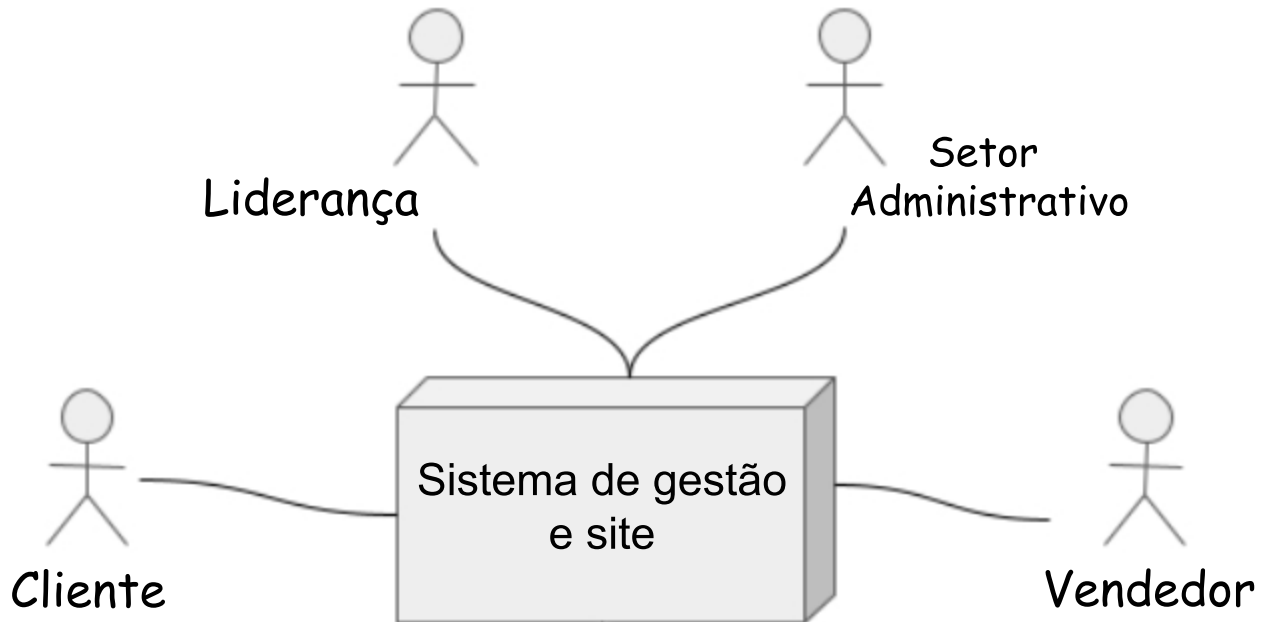 Liderança
Setor
Administrativo
Sistema de gestão
e site
Cliente
Vendedor